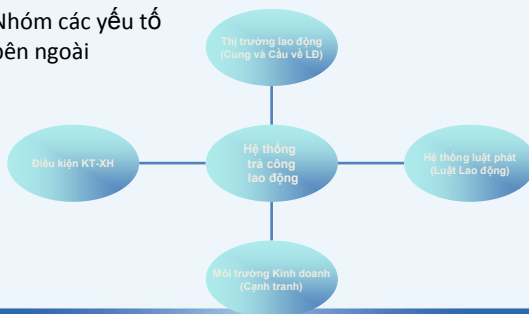 Nhóm các yếu tố
bên ngoài
Thị trường lao động
(Cung và Cầu về LĐ)
Điều kiện KT-XH
Hệ thống
trả công
lao động
Hệ thống luật phát
(Luật Lao động)
Môi trường Kinh doanh
(Cạnh tranh)